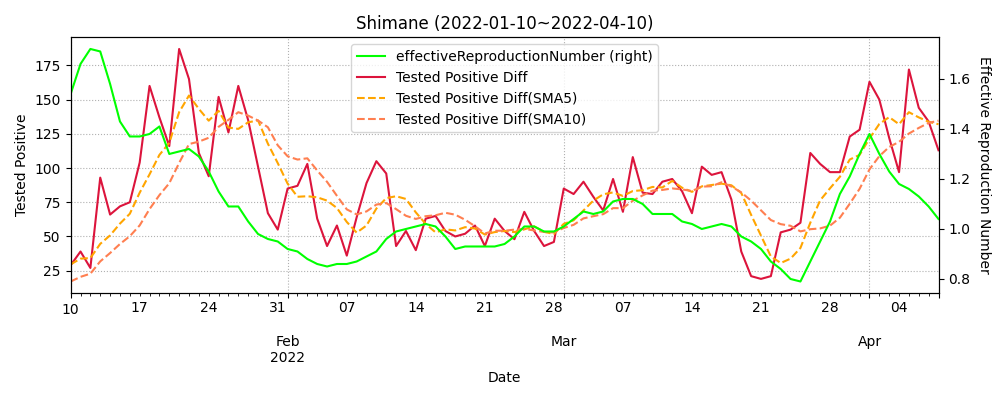 Shimane (2022-01-10~2022-04-10)
effectiveReproductionNumber (right)
Tested Positive Diff
Tested Positive Diff(SMA5)
Tested Positive Diff(SMA10)
Tested Positive
175
150
125
100
75
50
25
Effective Reproduction Number
1.6
1.4
1.2
1.0
0.8
10 17 24 31 07 14 21 28 07 14 21 28 04
Feb Mar Apr
2022
Date